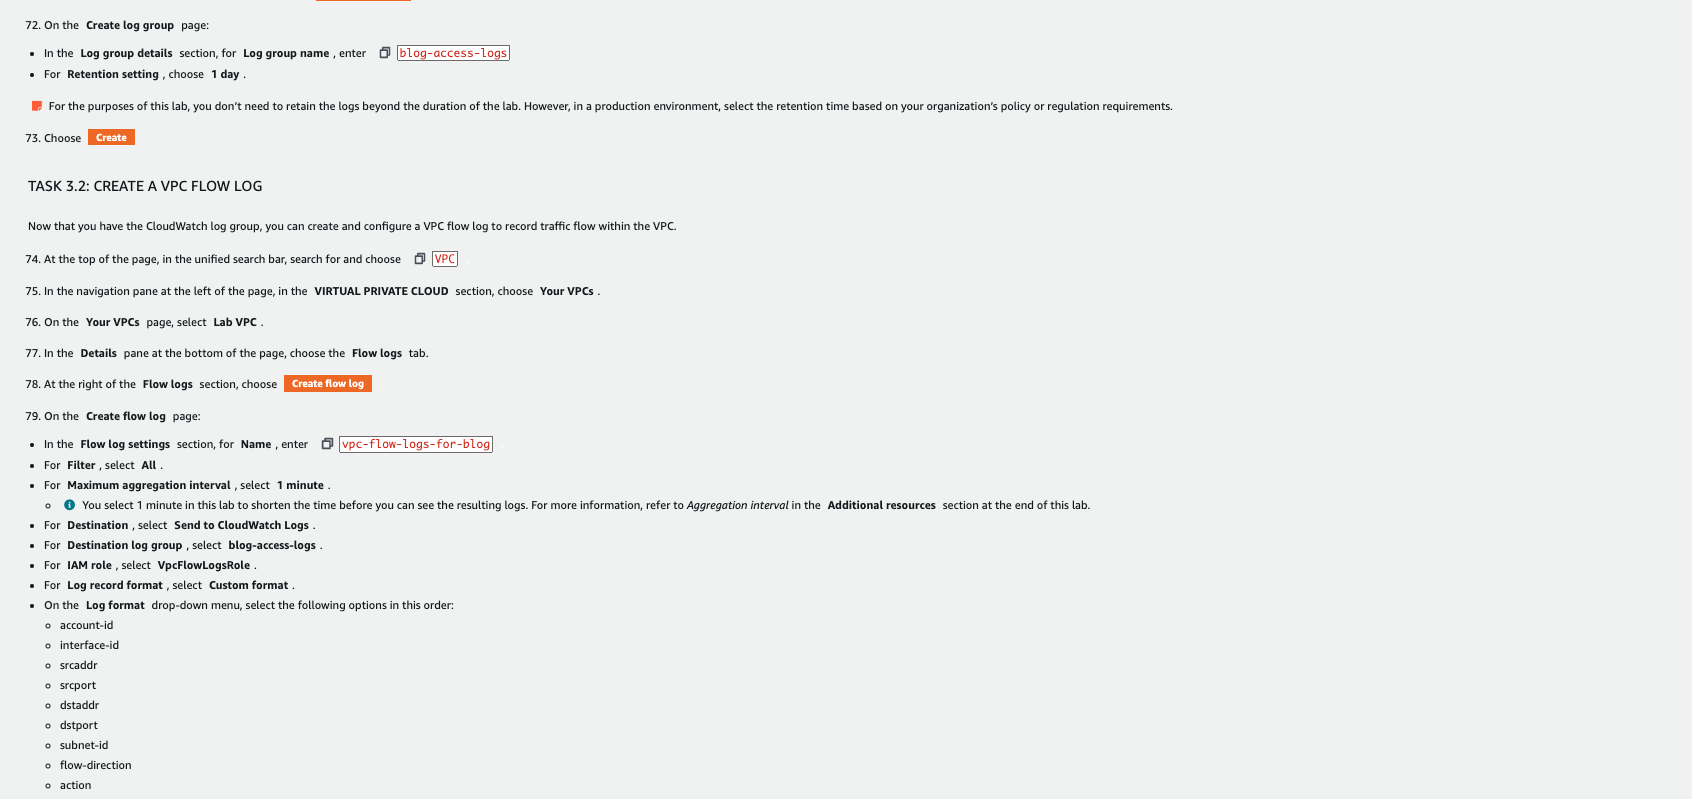 72. On the Create log group page:
• In the Log group details section, for Log group name , enter blog-access-logs
• For Retention setting , choose 1 day .
For the purposes of this lab, you don't need to retain the logs beyond the duration of the lab. However, in a production environment, select the retention time based on your organization's policy or regulation requirements.
73. Choose Create
TASK 3.2: CREATE A VPC FLOW LOG
Now that you have the CloudWatch log group, you can create and configure a VPC flow log to record traffic flow within the VPC.
74. At the top of the page, in the unified search bar, search for and choose VPC
75. In the navigation pane at the left of the page, in the VIRTUAL PRIVATE CLOUD section, choose Your VPCs .
76. On the Your VPCs page, select Lab VPC .
77. In the Details pane at the bottom of the page, choose the Flow logs tab.
78. At the right of the Flow logs section, choose Create flow log
79. On the Create flow log page:
• In the Flow log settings section, for Name , enter vpc-flow-logs-for-blog
• For Filter , select All .
• For Maximum aggregation interval , select 1 minute .
◦ You select 1 minute in this lab to shorten the time before you can see the resulting logs. For more information, refer to Aggregation interval in the Additional resources section at the end of this lab.
• For Destination , select Send to CloudWatch Logs .
• For Destination log group , select blog-access-logs .
• For IAM role , select VpcFlowLogsRole .
• For Log record format , select Custom format .
• On the Log format drop-down menu, select the following options in this order:
◦ account-id
◦ interface-id
◦ srcaddr
◦ srcport
◦ dstaddr
◦ dstport
◦ subnet-id
◦ flow-direction
◦ action